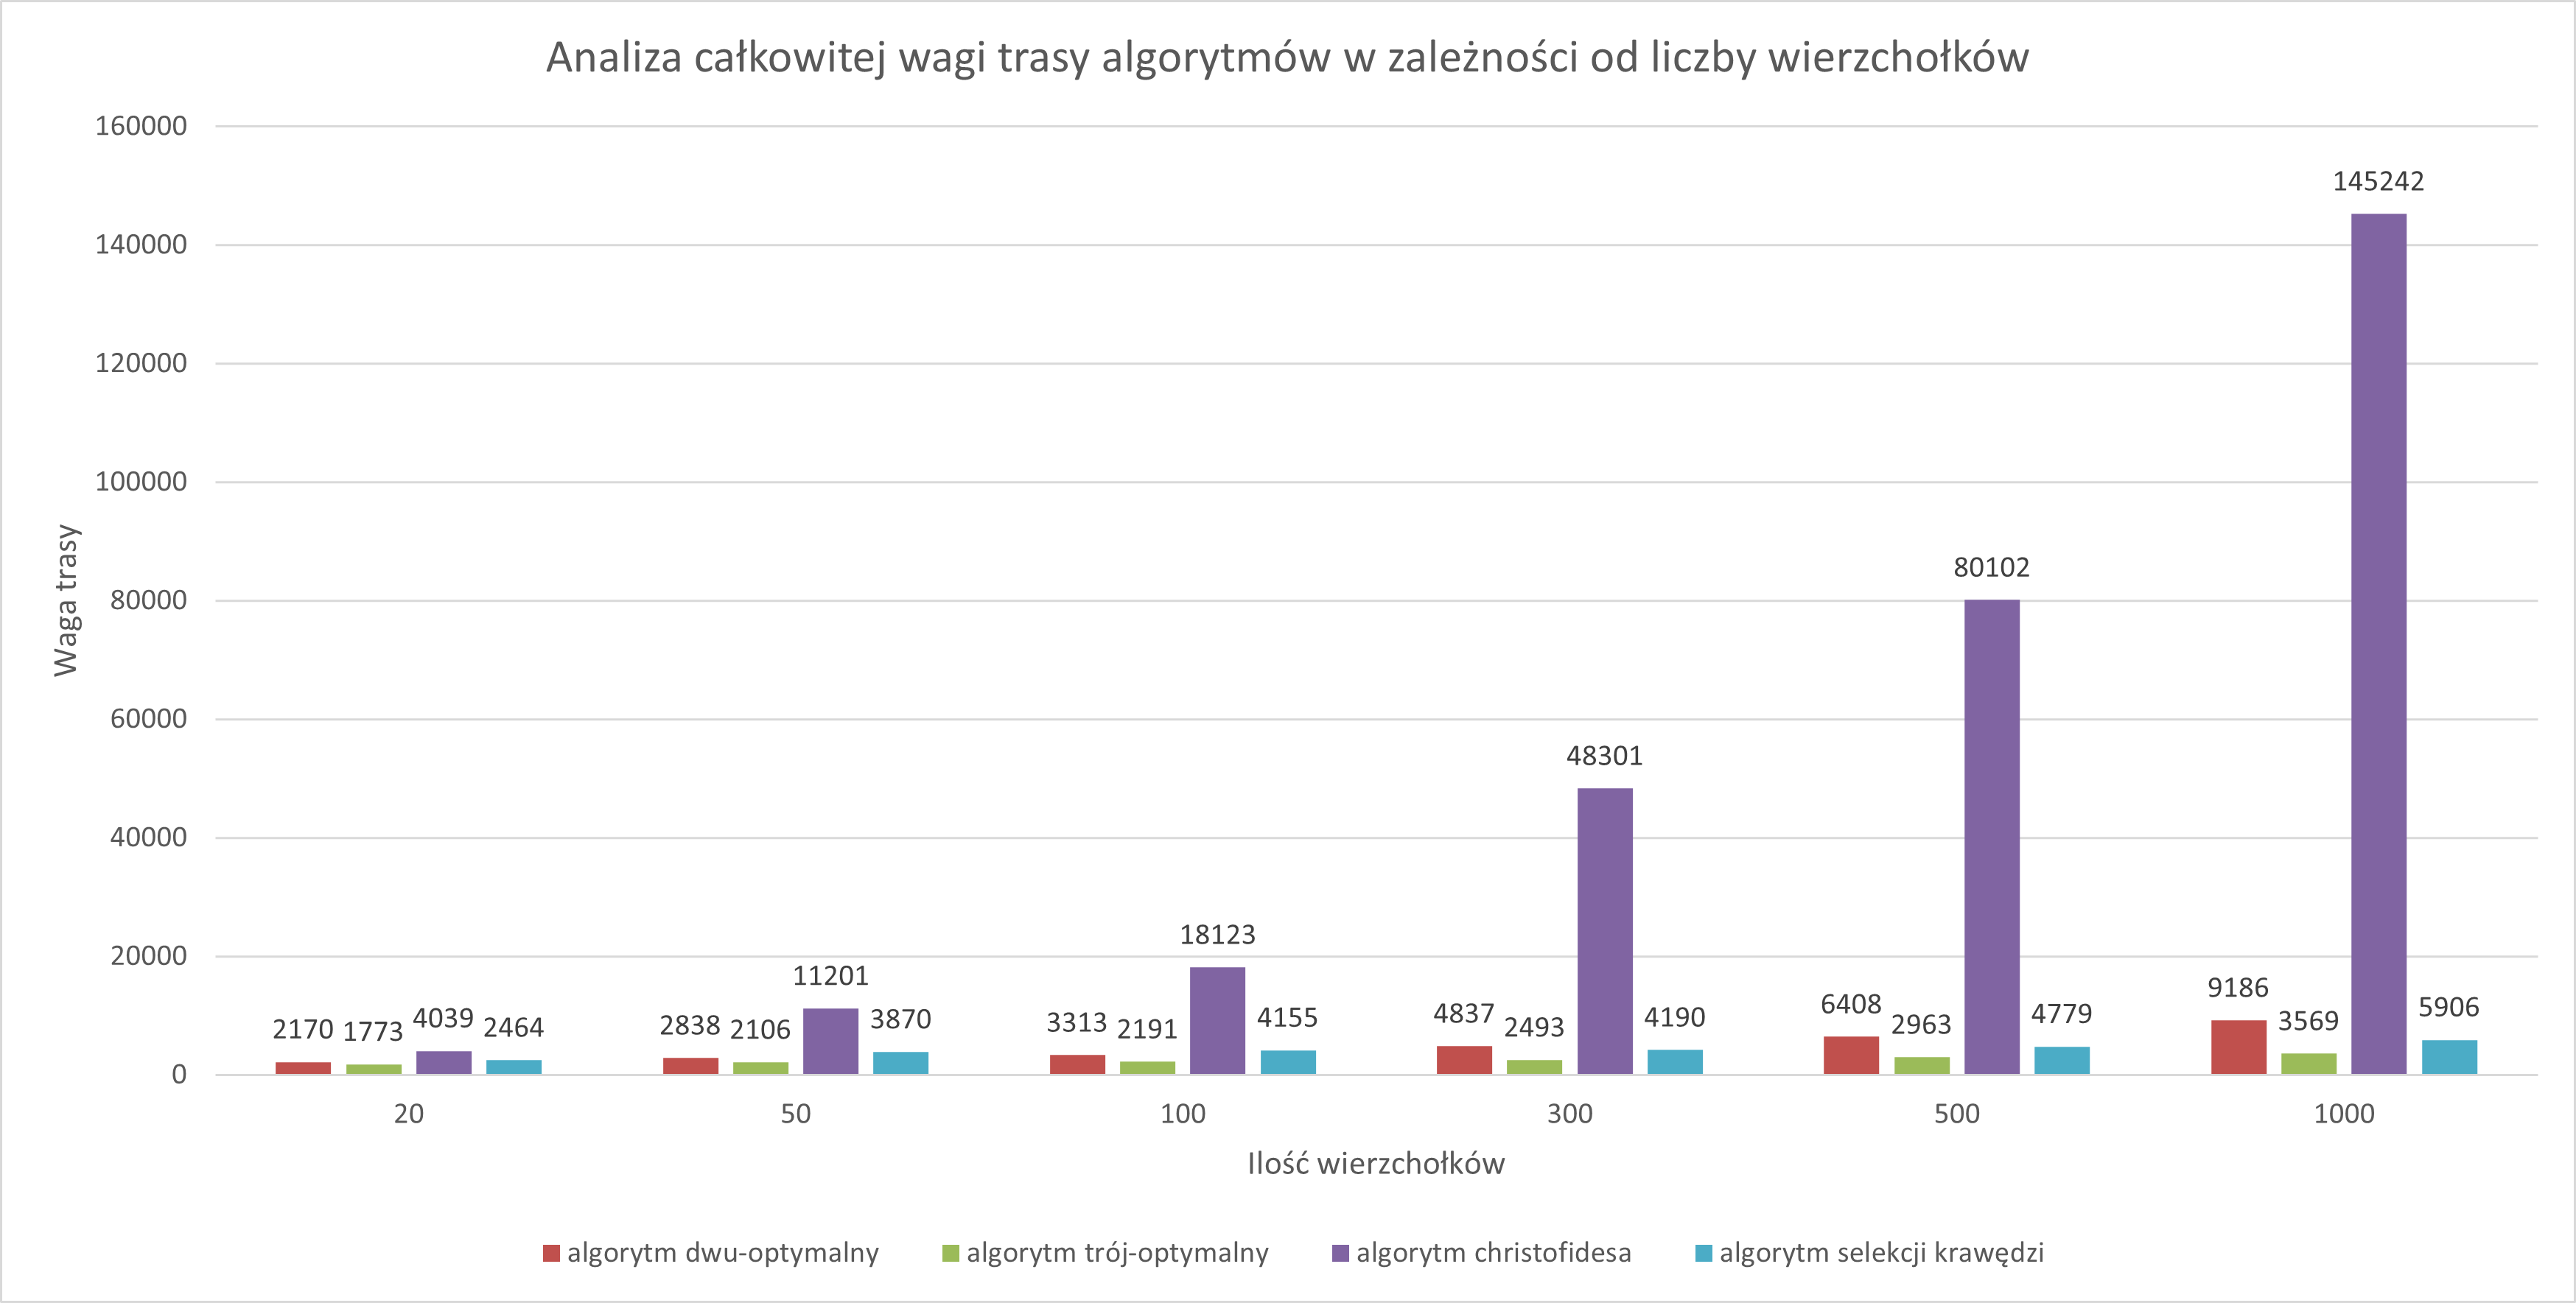 Analiza całkowitej wagi trasy algorytmów w zależności od liczby wierzchołków
160000
140000
120000
100000
80000
60000
40000
20000
0
Waga trasy
2170 1773 4039 2464
2838 2106 11201 3870
3313 2191 18123 4155
4837 2493 48301 4190
6408 2963 80102 4779
9186 3569 145242 5906
20 50 100 300 500 1000
Ilość wierzchołków
algorytm dwu-optymalny algorytm trój-optymalny algorytm christofidesa algorytm selekcji krawędzi